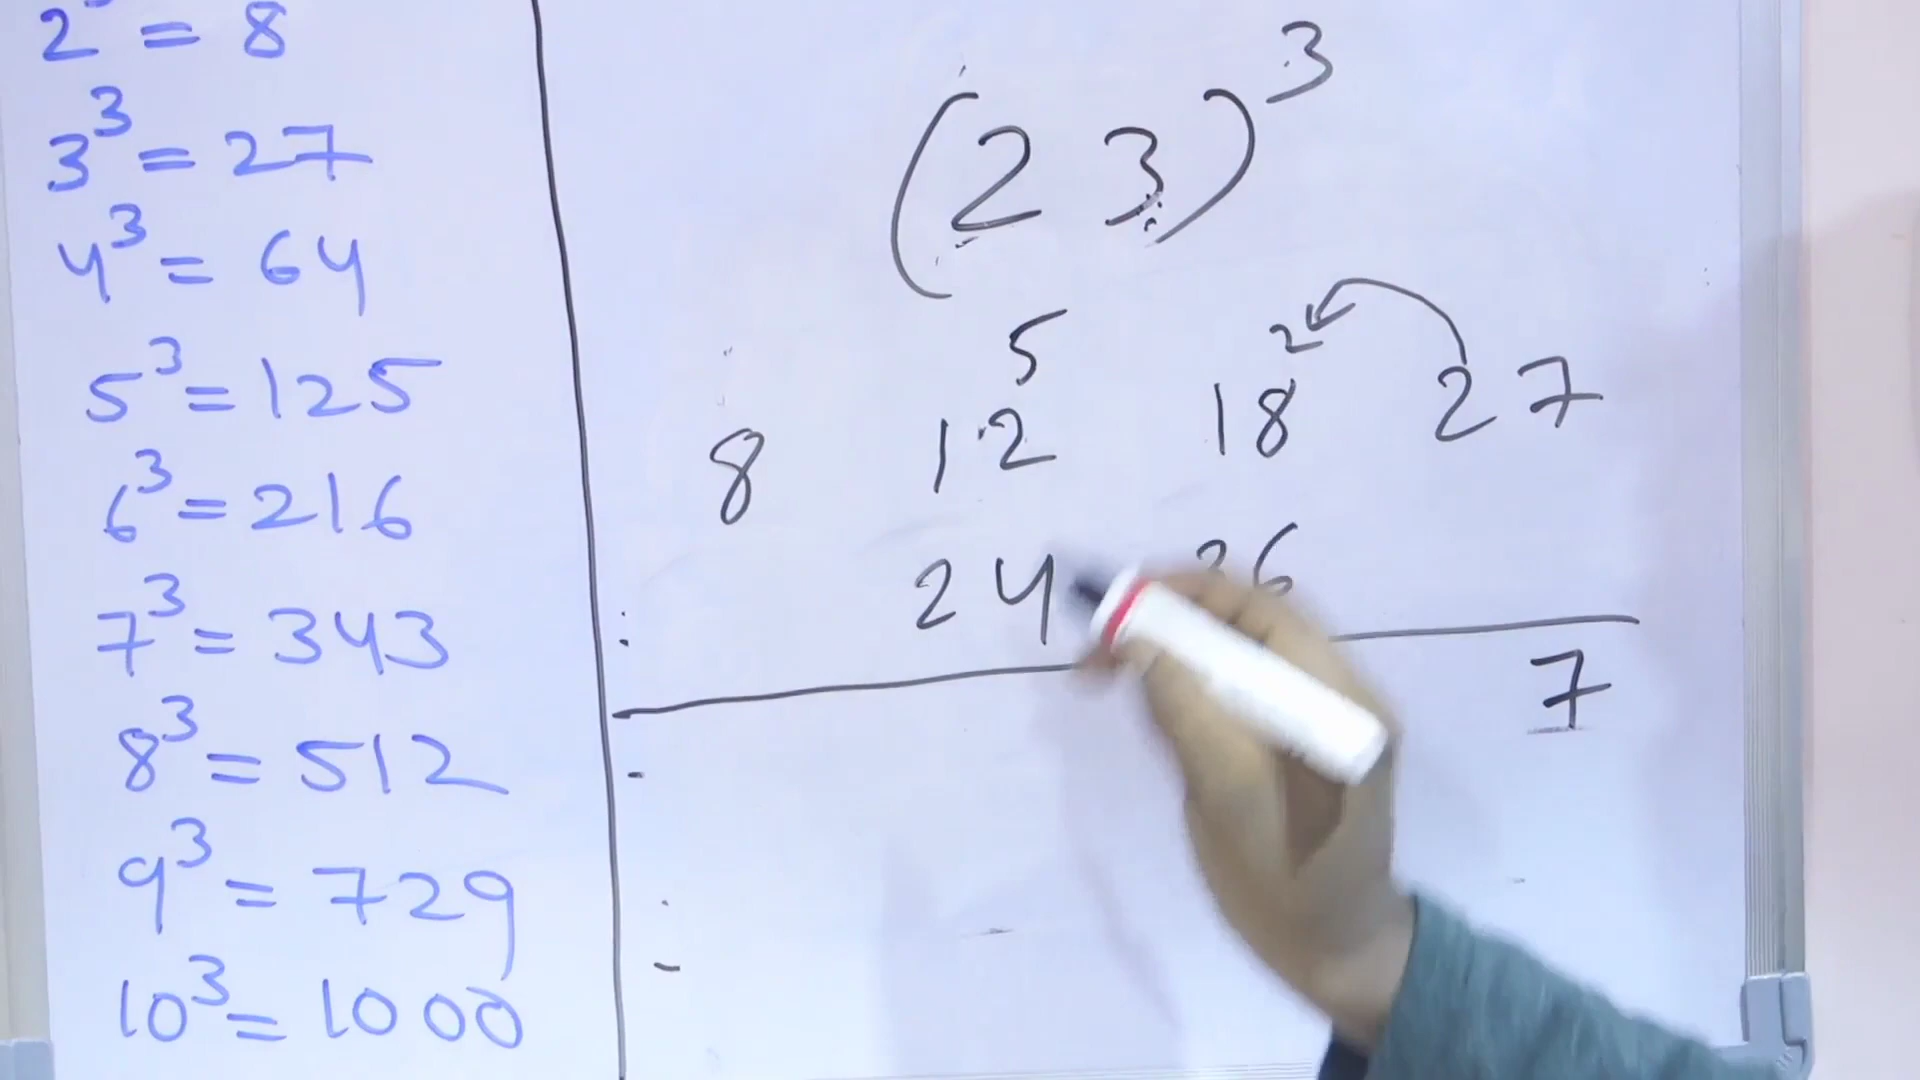 2³ = 8
3³ = 27
4³ = 64
5³ = 125
6³ = 216
7³ = 343
8³ = 512
9³ = 729
10³ = 1000
(23)³
5 2
8 12 18 27
24 36
7